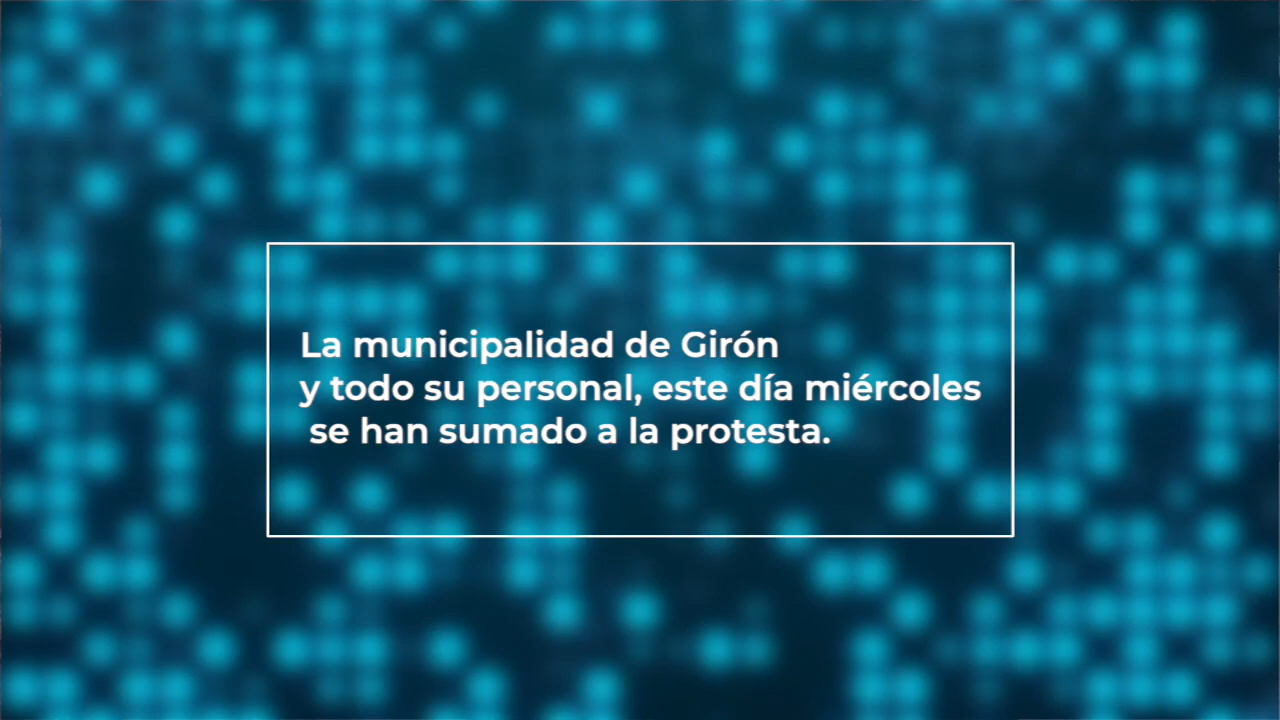 La municipalidad de Girón
y todo su personal, este día miércoles
se han sumado a la protesta.